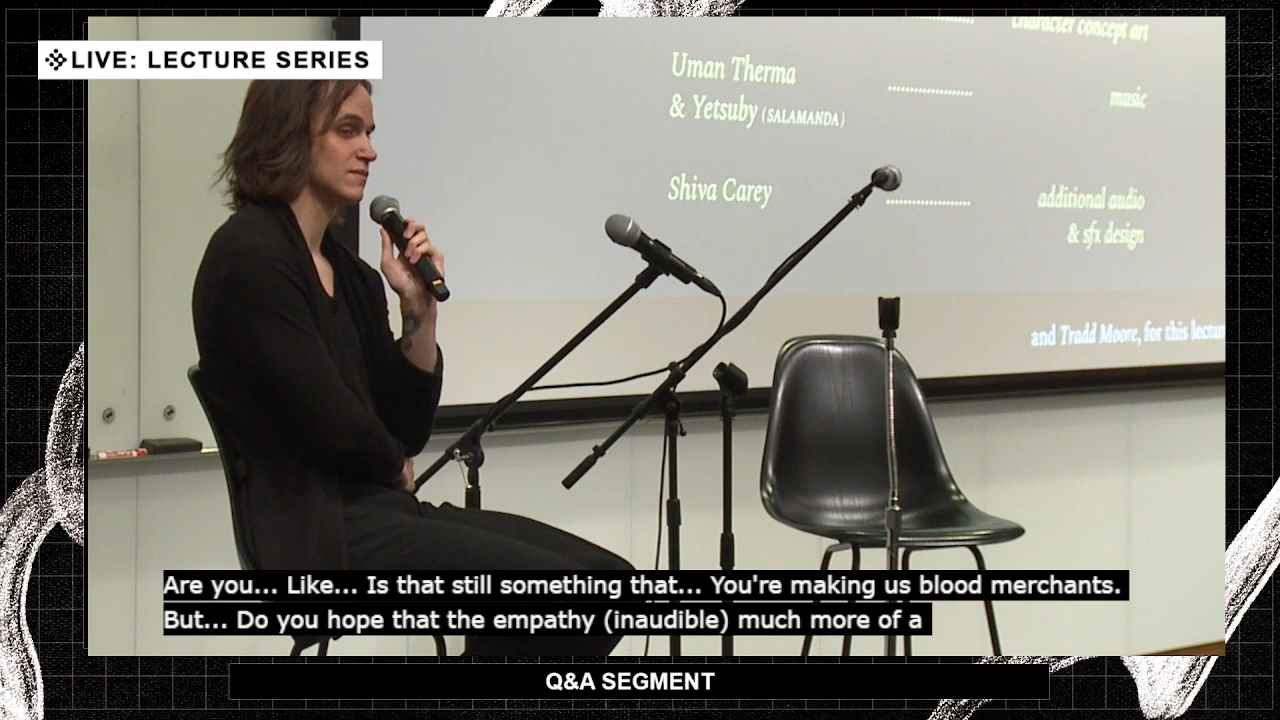 LIVE: LECTURE SERIES
character concept art
Uman Therma
& Yetsuby (SALAMANDA)
music
Shiva Carey
additional audio
& sfx design
and Tradd Moore, for this lectur
Are you... Like... Is that still something that... You're making us blood merchants.
But... Do you hope that the empathy (inaudible) much more of a
Q&A SEGMENT